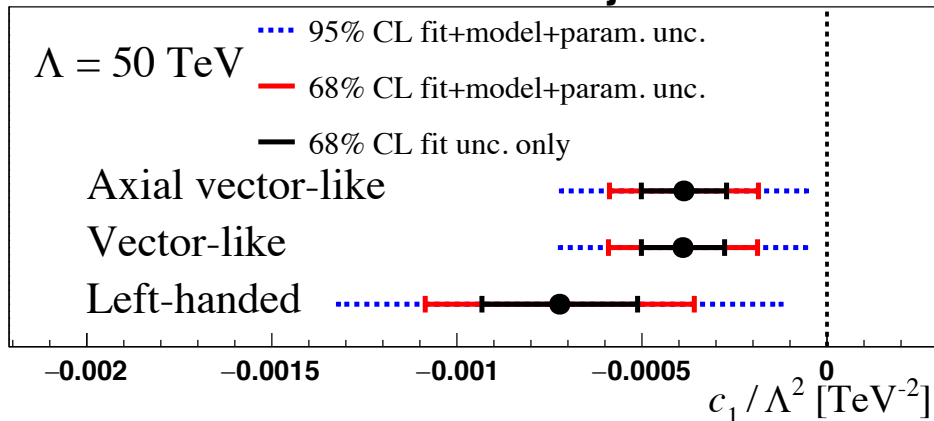 95% CL fit+model+param. unc.
Λ = 50 TeV
68% CL fit+model+param. unc.
68% CL fit unc. only
Axial vector-like
Vector-like
Left-handed
−0.002 −0.0015 −0.001 −0.0005 0
c₁ / Λ² [TeV⁻²]